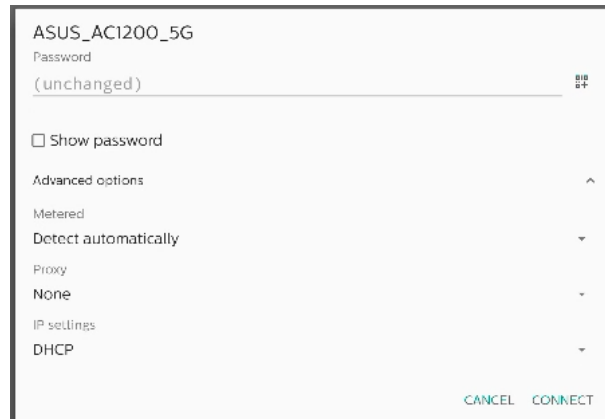 ASUS_AC1200_5G
Password
(unchanged)
Show password
Advanced options
Metered
Detect automatically
Proxy
None
IP settings
DHCP
CANCEL CONNECT